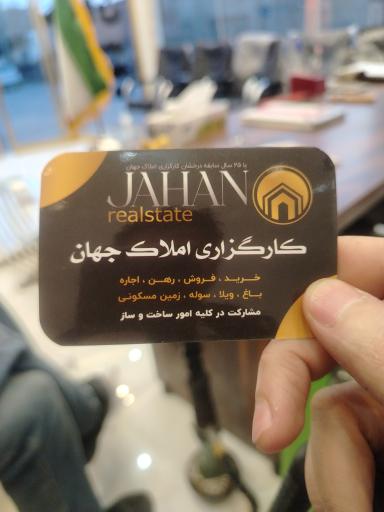 با ۲۵ سال سابقه درخشان کارگزاری املاک جهان
JAHAN
realstate
کارگزاری املاک جهان
خرید ، فروش ، رهن ، اجاره
باغ ، ویلا ، سوله ، زمین مسکونی
مشارکت در کلیه امور ساخت و ساز